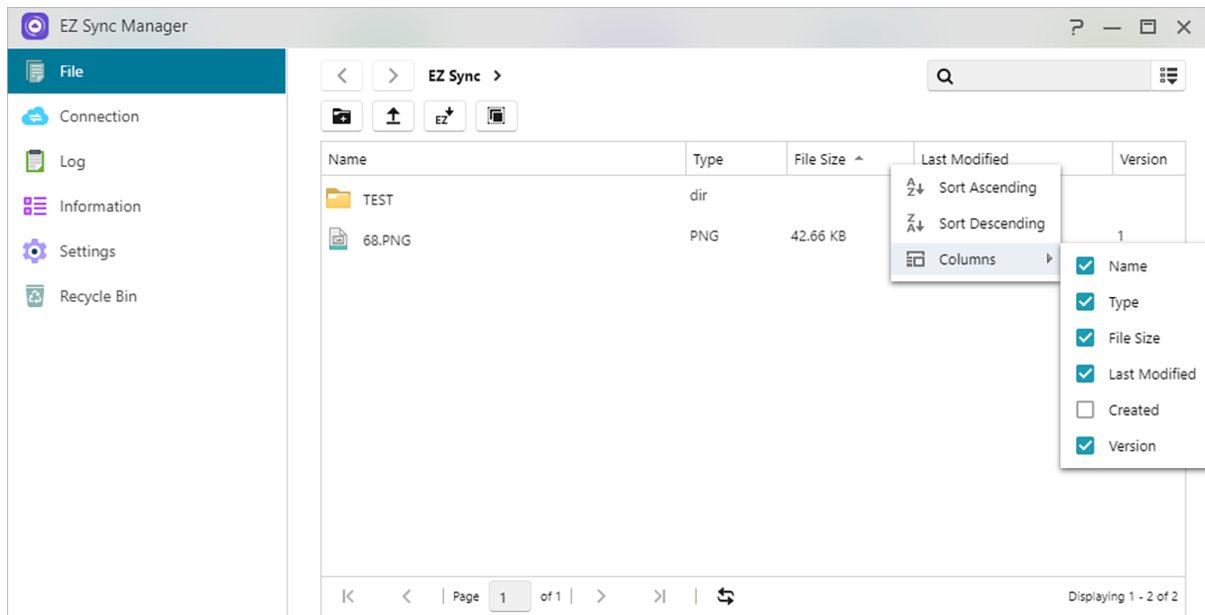 EZ Sync Manager
File
Connection
Log
Information
Settings
Recycle Bin
EZ Sync
EZ
Name Type File Size Last Modified Version
TEST dir
68.PNG PNG 42.66 KB 1
Sort Ascending
Sort Descending
Columns
Name
Type
File Size
Last Modified
Created
Version
Page 1 of 1
Displaying 1 - 2 of 2